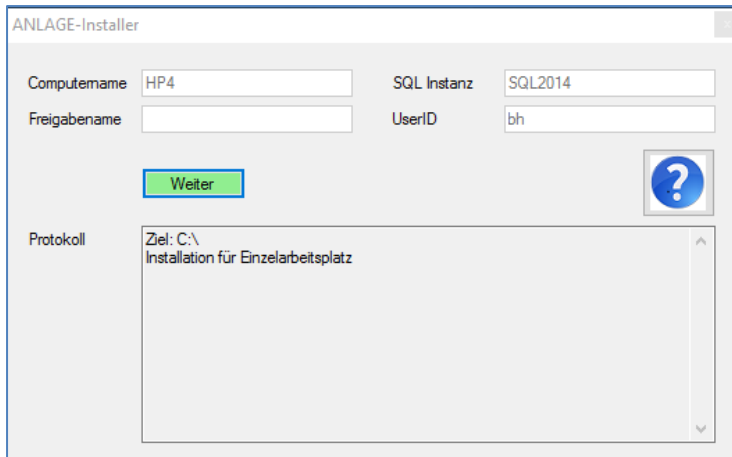 ANLAGE-Installer
Computername HP4 SQL Instanz SQL2014
Freigabename UserID bh
Weiter
?
Protokoll Ziel: C:\
Installation für Einzelarbeitsplatz